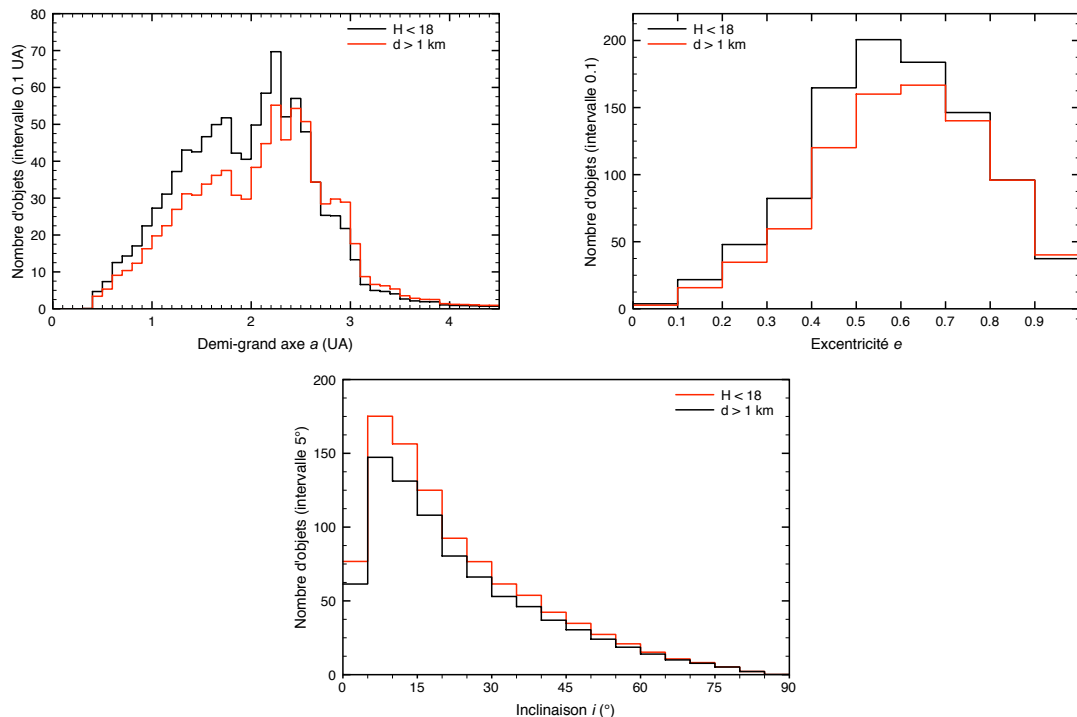 Nombre d'objets (intervalle 0.1 UA)
80
70
60
50
40
30
20
10
0
H < 18
d > 1 km
0 1 2 3 4
Demi-grand axe a (UA)
Nombre d'objets (intervalle 0.1)
200
150
100
50
0
H < 18
d > 1 km
0 0.1 0.2 0.3 0.4 0.5 0.6 0.7 0.8 0.9 1
Excentricité e
Nombre d'objets (intervalle 5°)
200
150
100
50
0
H < 18
d > 1 km
0 15 30 45 60 75 90
Inclinaison i (°)